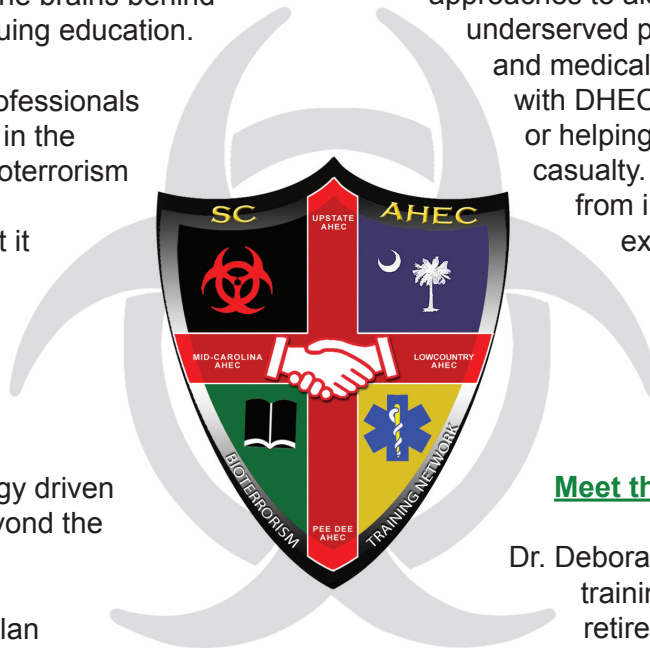 brains behind
uing education.
ofessionals
in the
oterrorism
t it
gy driven
yond the
lan
approaches to
underserved p
and medical
with DHEC
or helping
casualty.
from i
ex
SC AHEC
UPSTATE
AHEC
MID-CAROLINA
AHEC
LOWCOUNTRY
AHEC
PEE DEE
AHEC
BIOTERRORISM
TRAINING NETWORK
Meet th
Dr. Debora
trainin
retire